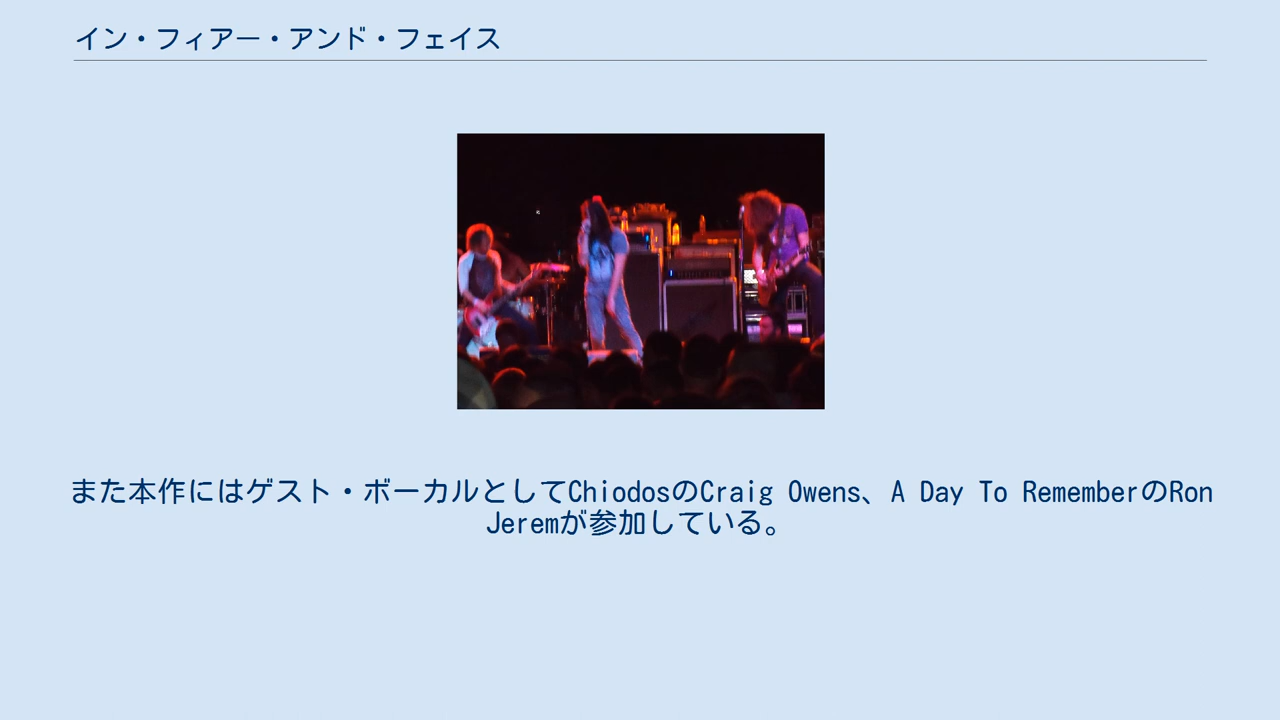 イン・フィアー・アンド・フェイス
また本作にはゲスト・ボーカルとしてChiodosのCraig Owens、A Day To RememberのRon
Jeremが参加している。